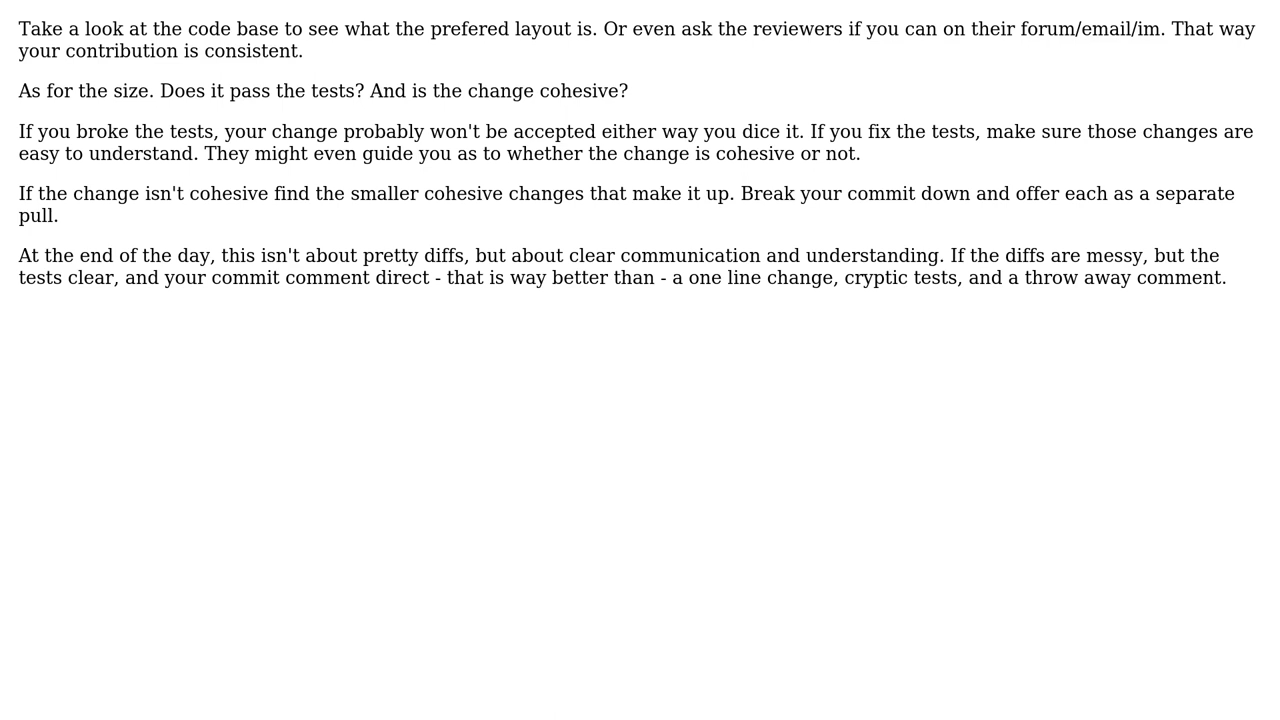 Take a look at the code base to see what the prefered layout is. Or even ask the reviewers if you can on their forum/email/im. That way
your contribution is consistent.
As for the size. Does it pass the tests? And is the change cohesive?
If you broke the tests, your change probably won't be accepted either way you dice it. If you fix the tests, make sure those changes are
easy to understand. They might even guide you as to whether the change is cohesive or not.
If the change isn't cohesive find the smaller cohesive changes that make it up. Break your commit down and offer each as a separate
pull.
At the end of the day, this isn't about pretty diffs, but about clear communication and understanding. If the diffs are messy, but the
tests clear, and your commit comment direct - that is way better than - a one line change, cryptic tests, and a throw away comment.